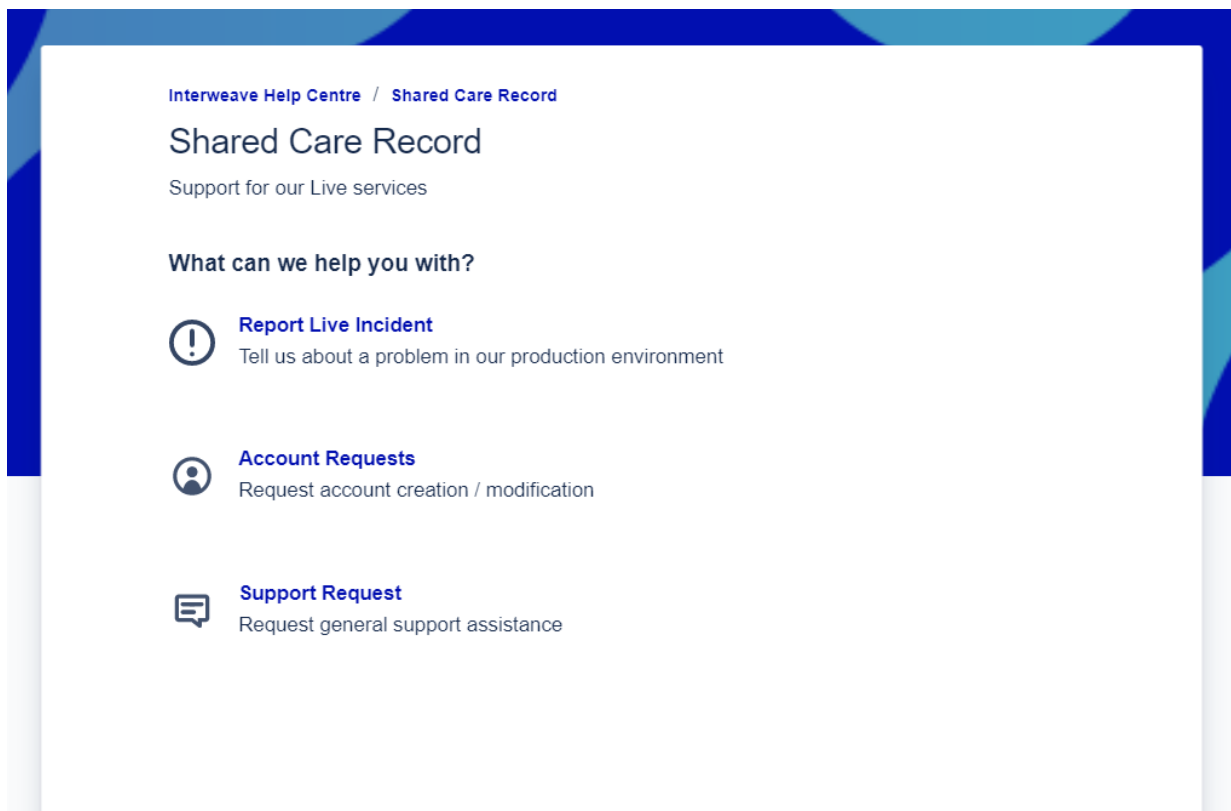 Interweave Help Centre / Shared Care Record
Shared Care Record
Support for our Live services
What can we help you with?
Report Live Incident
Tell us about a problem in our production environment
Account Requests
Request account creation / modification
Support Request
Request general support assistance